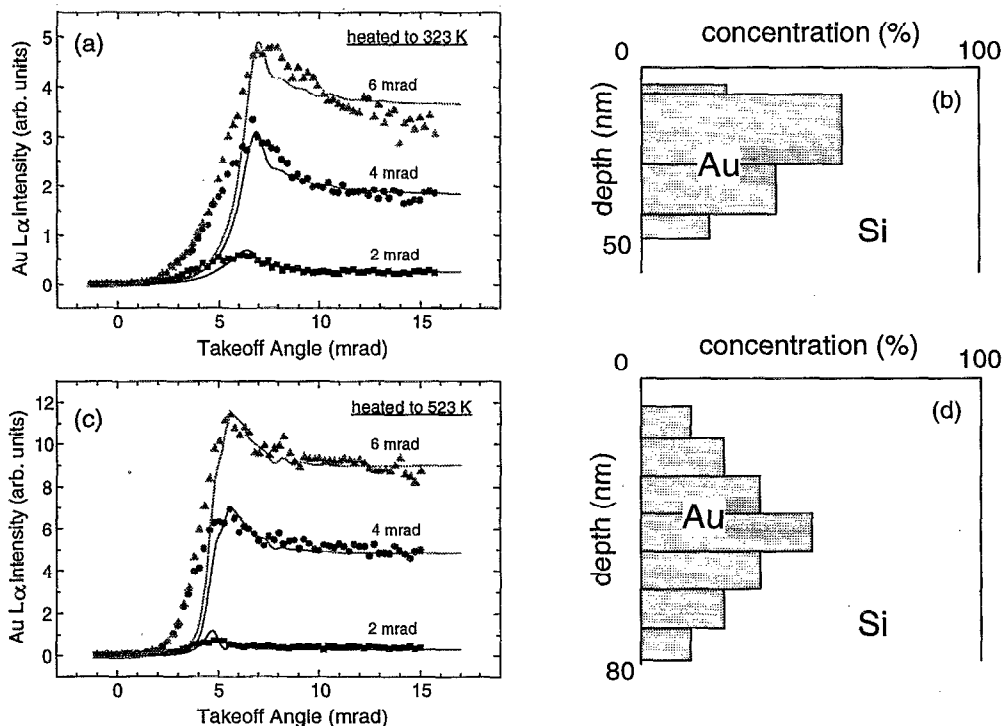 (a)
heated to 323 K
6 mrad
4 mrad
2 mrad
Au Lα Intensity (arb. units)
5
4
3
2
1
0
0 5 10 15
Takeoff Angle (mrad)
concentration (%)
0 100
(b)
depth (nm)
Au
Si
50
(c)
heated to 523 K
6 mrad
4 mrad
2 mrad
Au Lα Intensity (arb. units)
12
10
8
6
4
2
0
0 5 10 15
Takeoff Angle (mrad)
concentration (%)
0 100
(d)
depth (nm)
Au
Si
80